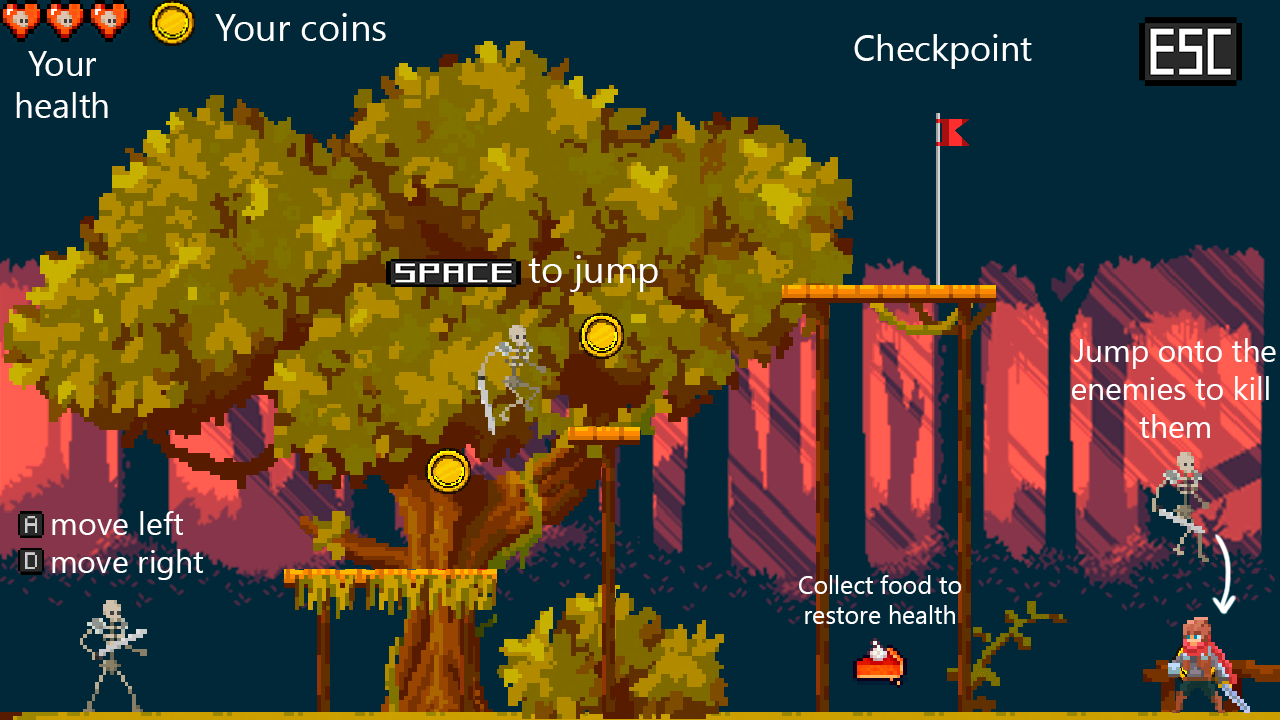 Your coins
Your
health
Checkpoint
ESC
SPACE to jump
Jump onto the
enemies to kill
them
A move left
D move right
Collect food to
restore health